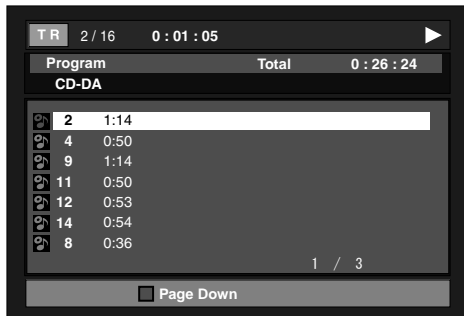 TR 2 / 16 0 : 01 : 05
Program Total 0 : 26 : 24
CD-DA
2 1:14
4 0:50
9 1:14
11 0:50
12 0:53
14 0:54
8 0:36
1 / 3
Page Down